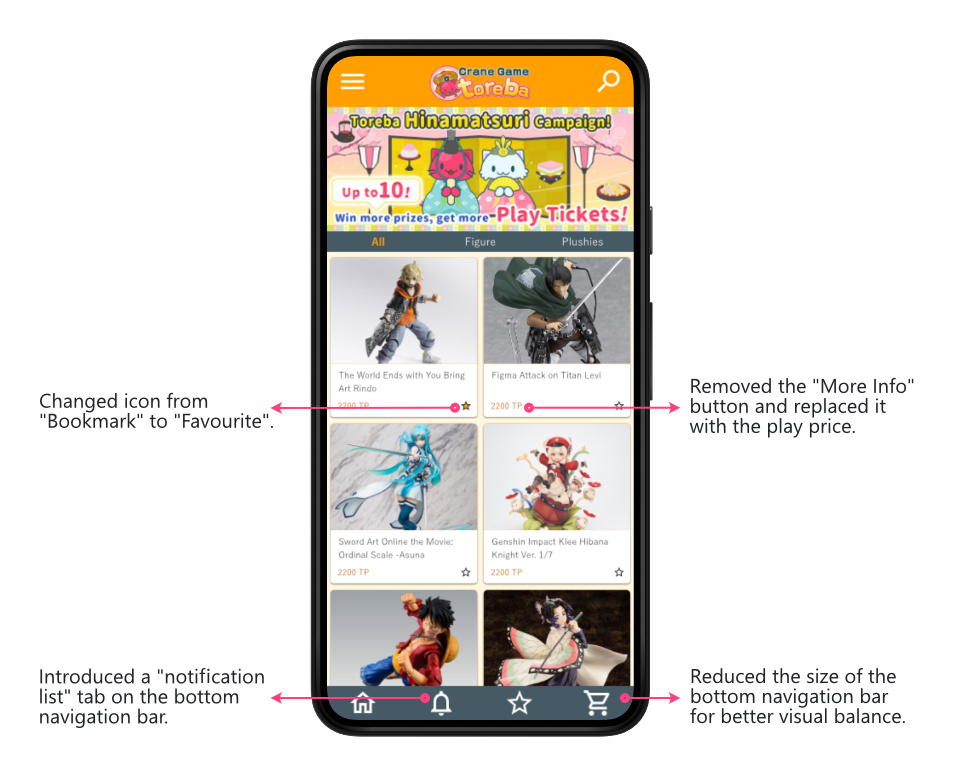 Crane Game
toreba
Toreba Hinamatsuri Campaign!
Up to 10!
Win more prizes, get more Play Tickets!
All Figure Plushies
The World Ends with You Bring
Art Rindo
2200 TP
Figma Attack on Titan Levi
2200 TP
Changed icon from
"Bookmark" to "Favourite".
Removed the "More Info"
button and replaced it
with the play price.
Sword Art Online the Movie:
Ordinal Scale -Asuna
2200 TP
Genshin Impact Klee Hibana
Knight Ver. 1/7
2200 TP
Introduced a "notification
list" tab on the bottom
navigation bar.
Reduced the size of the
bottom navigation bar
for better visual balance.